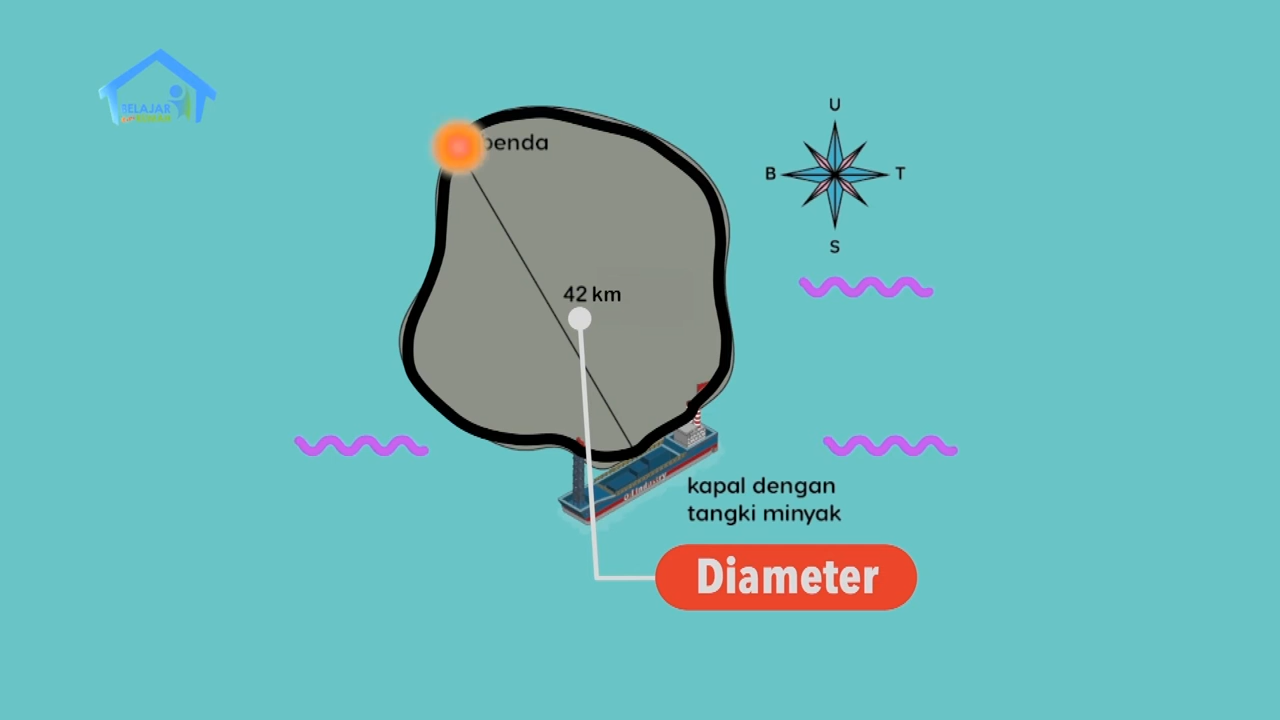 BELAJAR
U
B
T
S
benda
42 km
kapal dengan
tangki minyak
Diameter